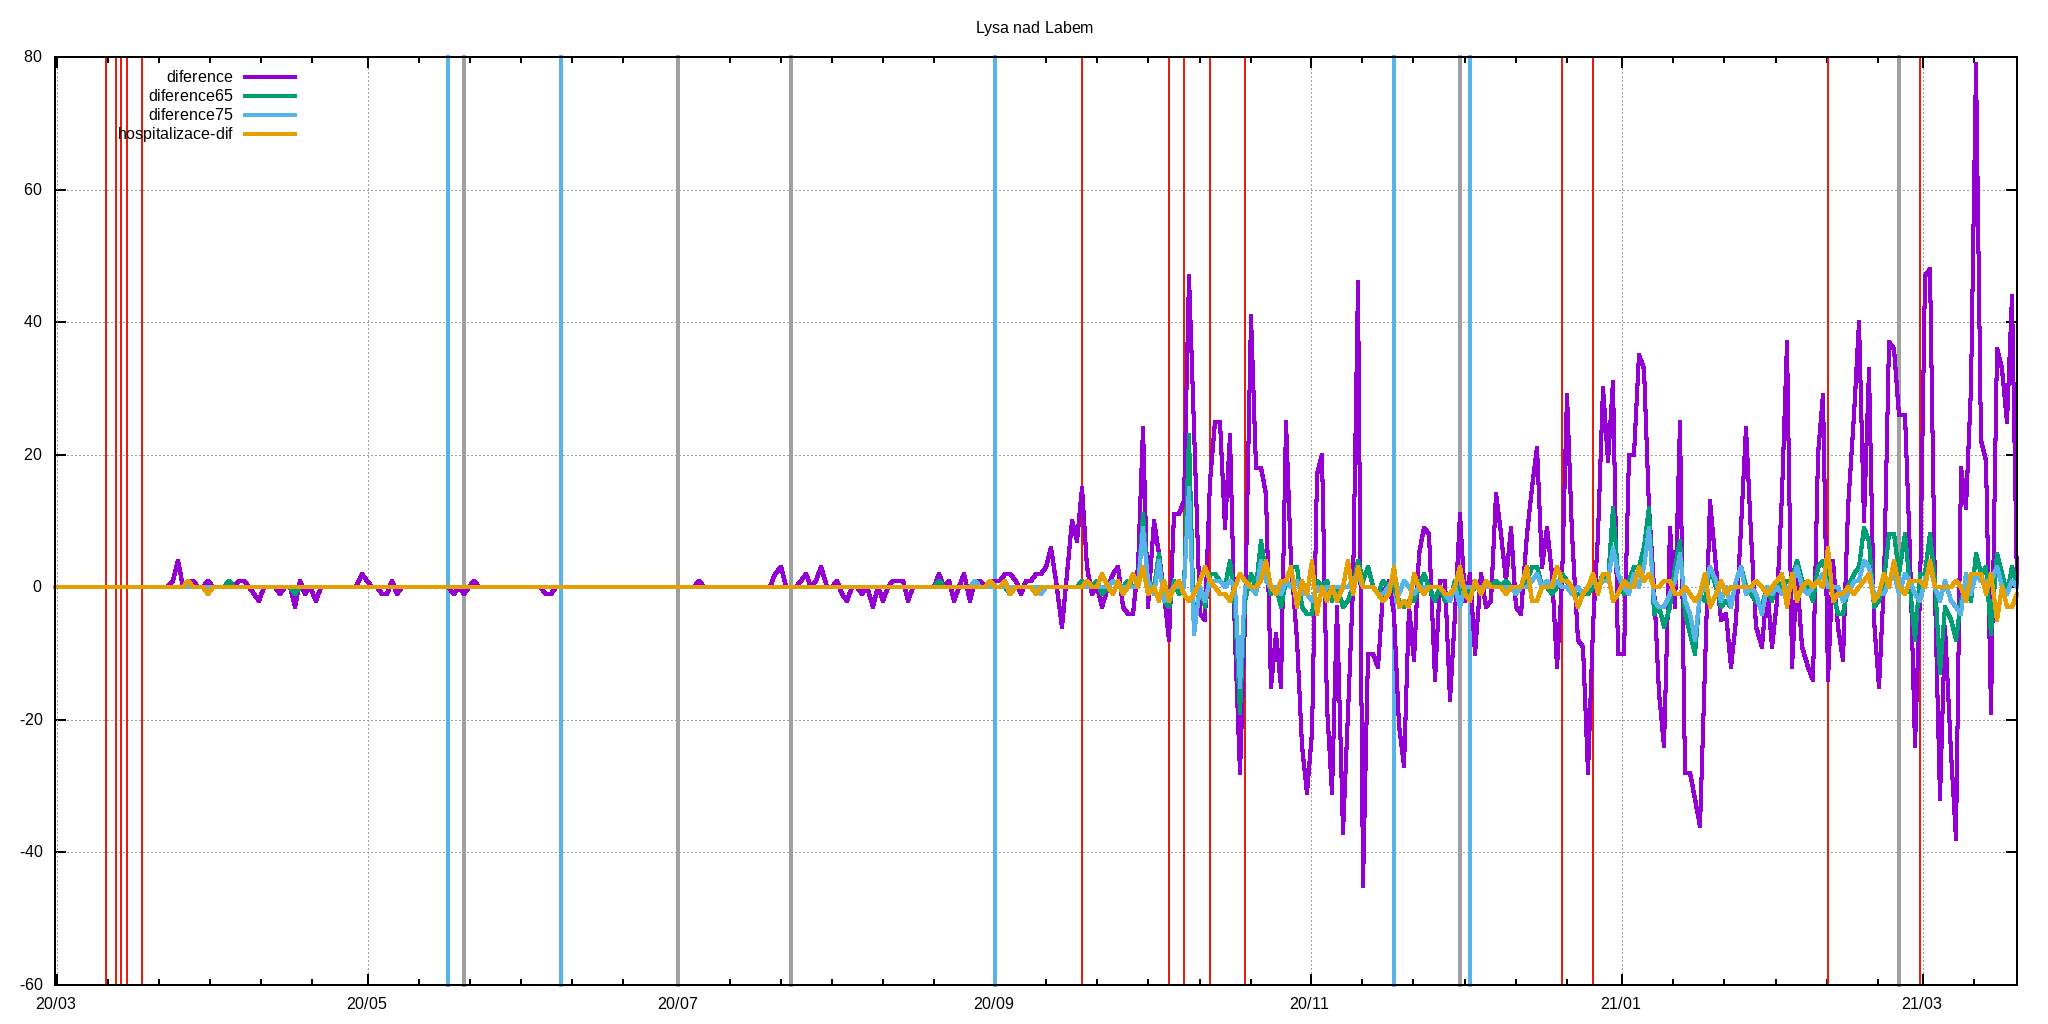 Lysa nad Labem
80
60
40
20
0
-20
-40
-60
diference
diference65
diference75
hospitalizace-dif
20/03 20/05 20/07 20/09 20/11 21/01 21/03